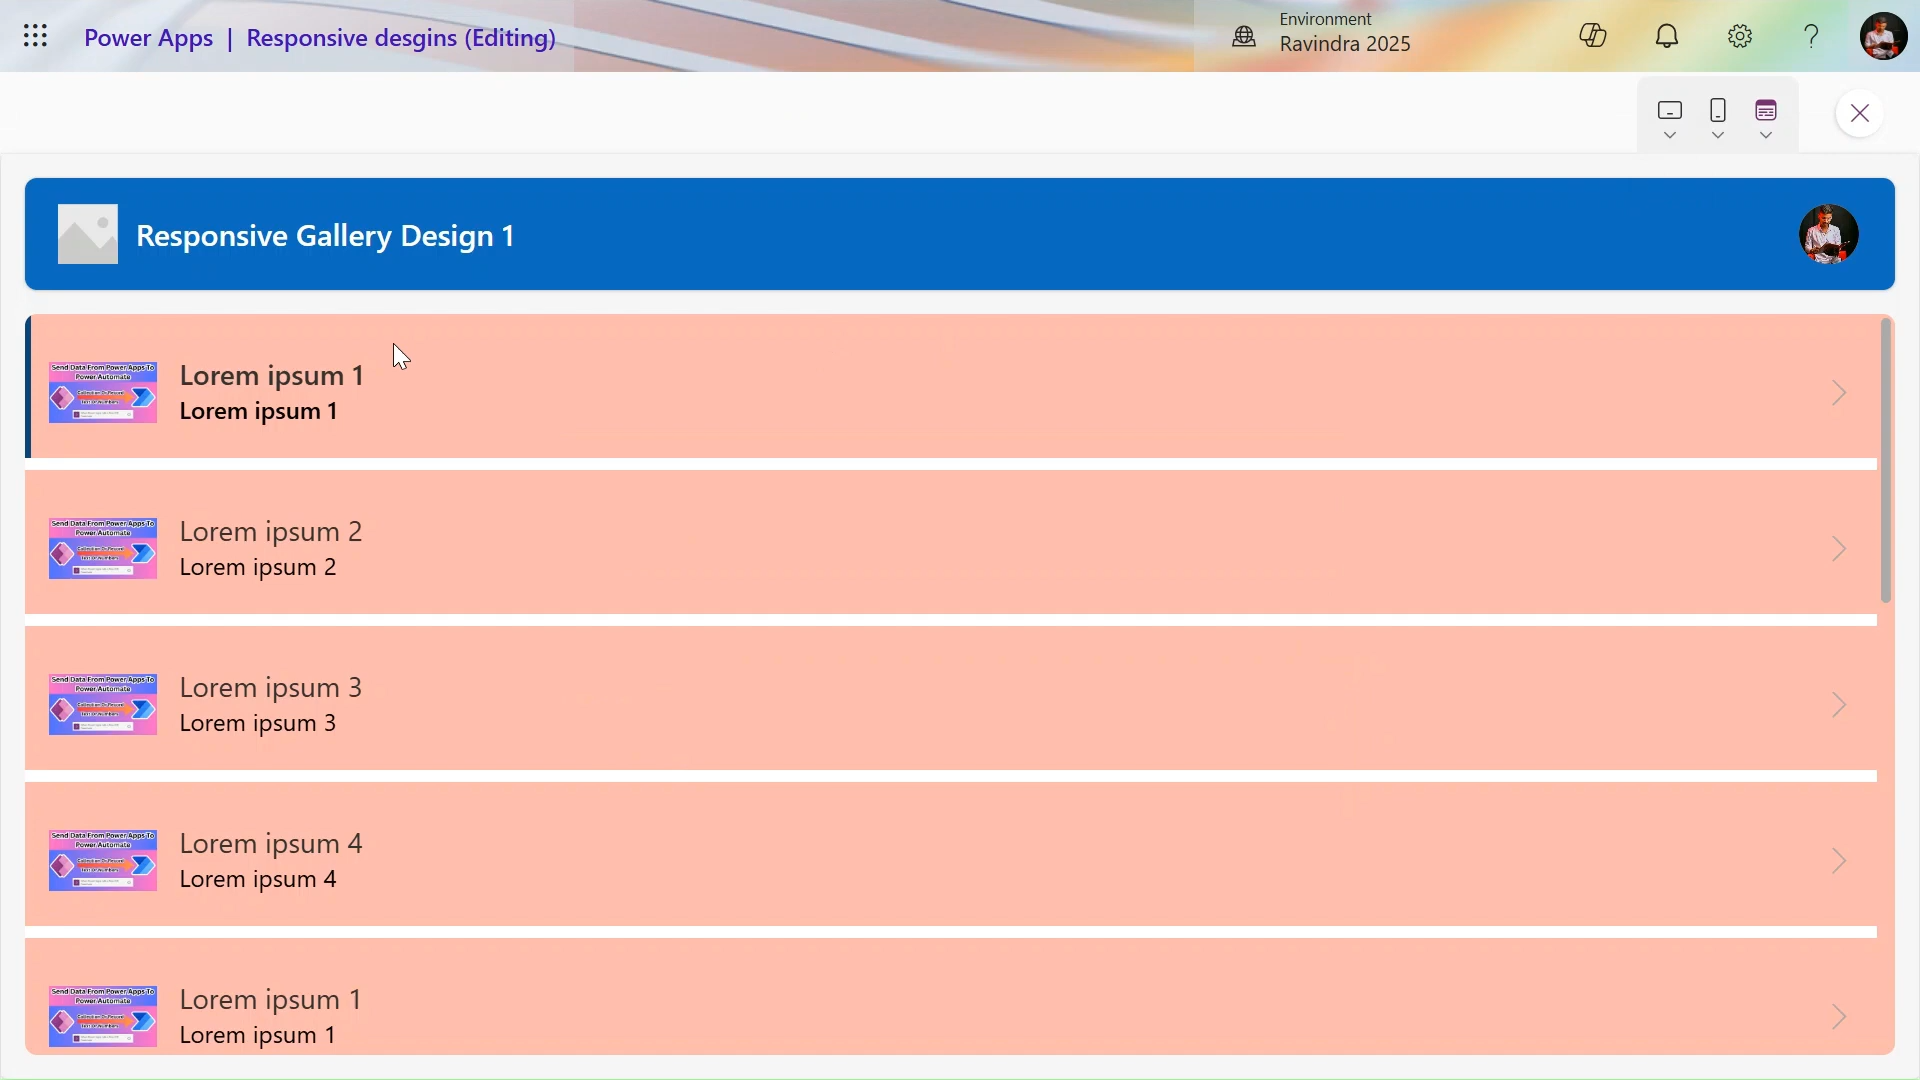 Power Apps | Responsive desgins (Editing)
Environment
Ravindra 2025
Responsive Gallery Design 1
Send Data From Power Apps To
Power Automate
Lorem ipsum 1
Lorem ipsum 1
Send Data From Power Apps To
Power Automate
Lorem ipsum 2
Lorem ipsum 2
Send Data From Power Apps To
Power Automate
Lorem ipsum 3
Lorem ipsum 3
Send Data From Power Apps To
Power Automate
Lorem ipsum 4
Lorem ipsum 4
Send Data From Power Apps To
Power Automate
Lorem ipsum 1
Lorem ipsum 1